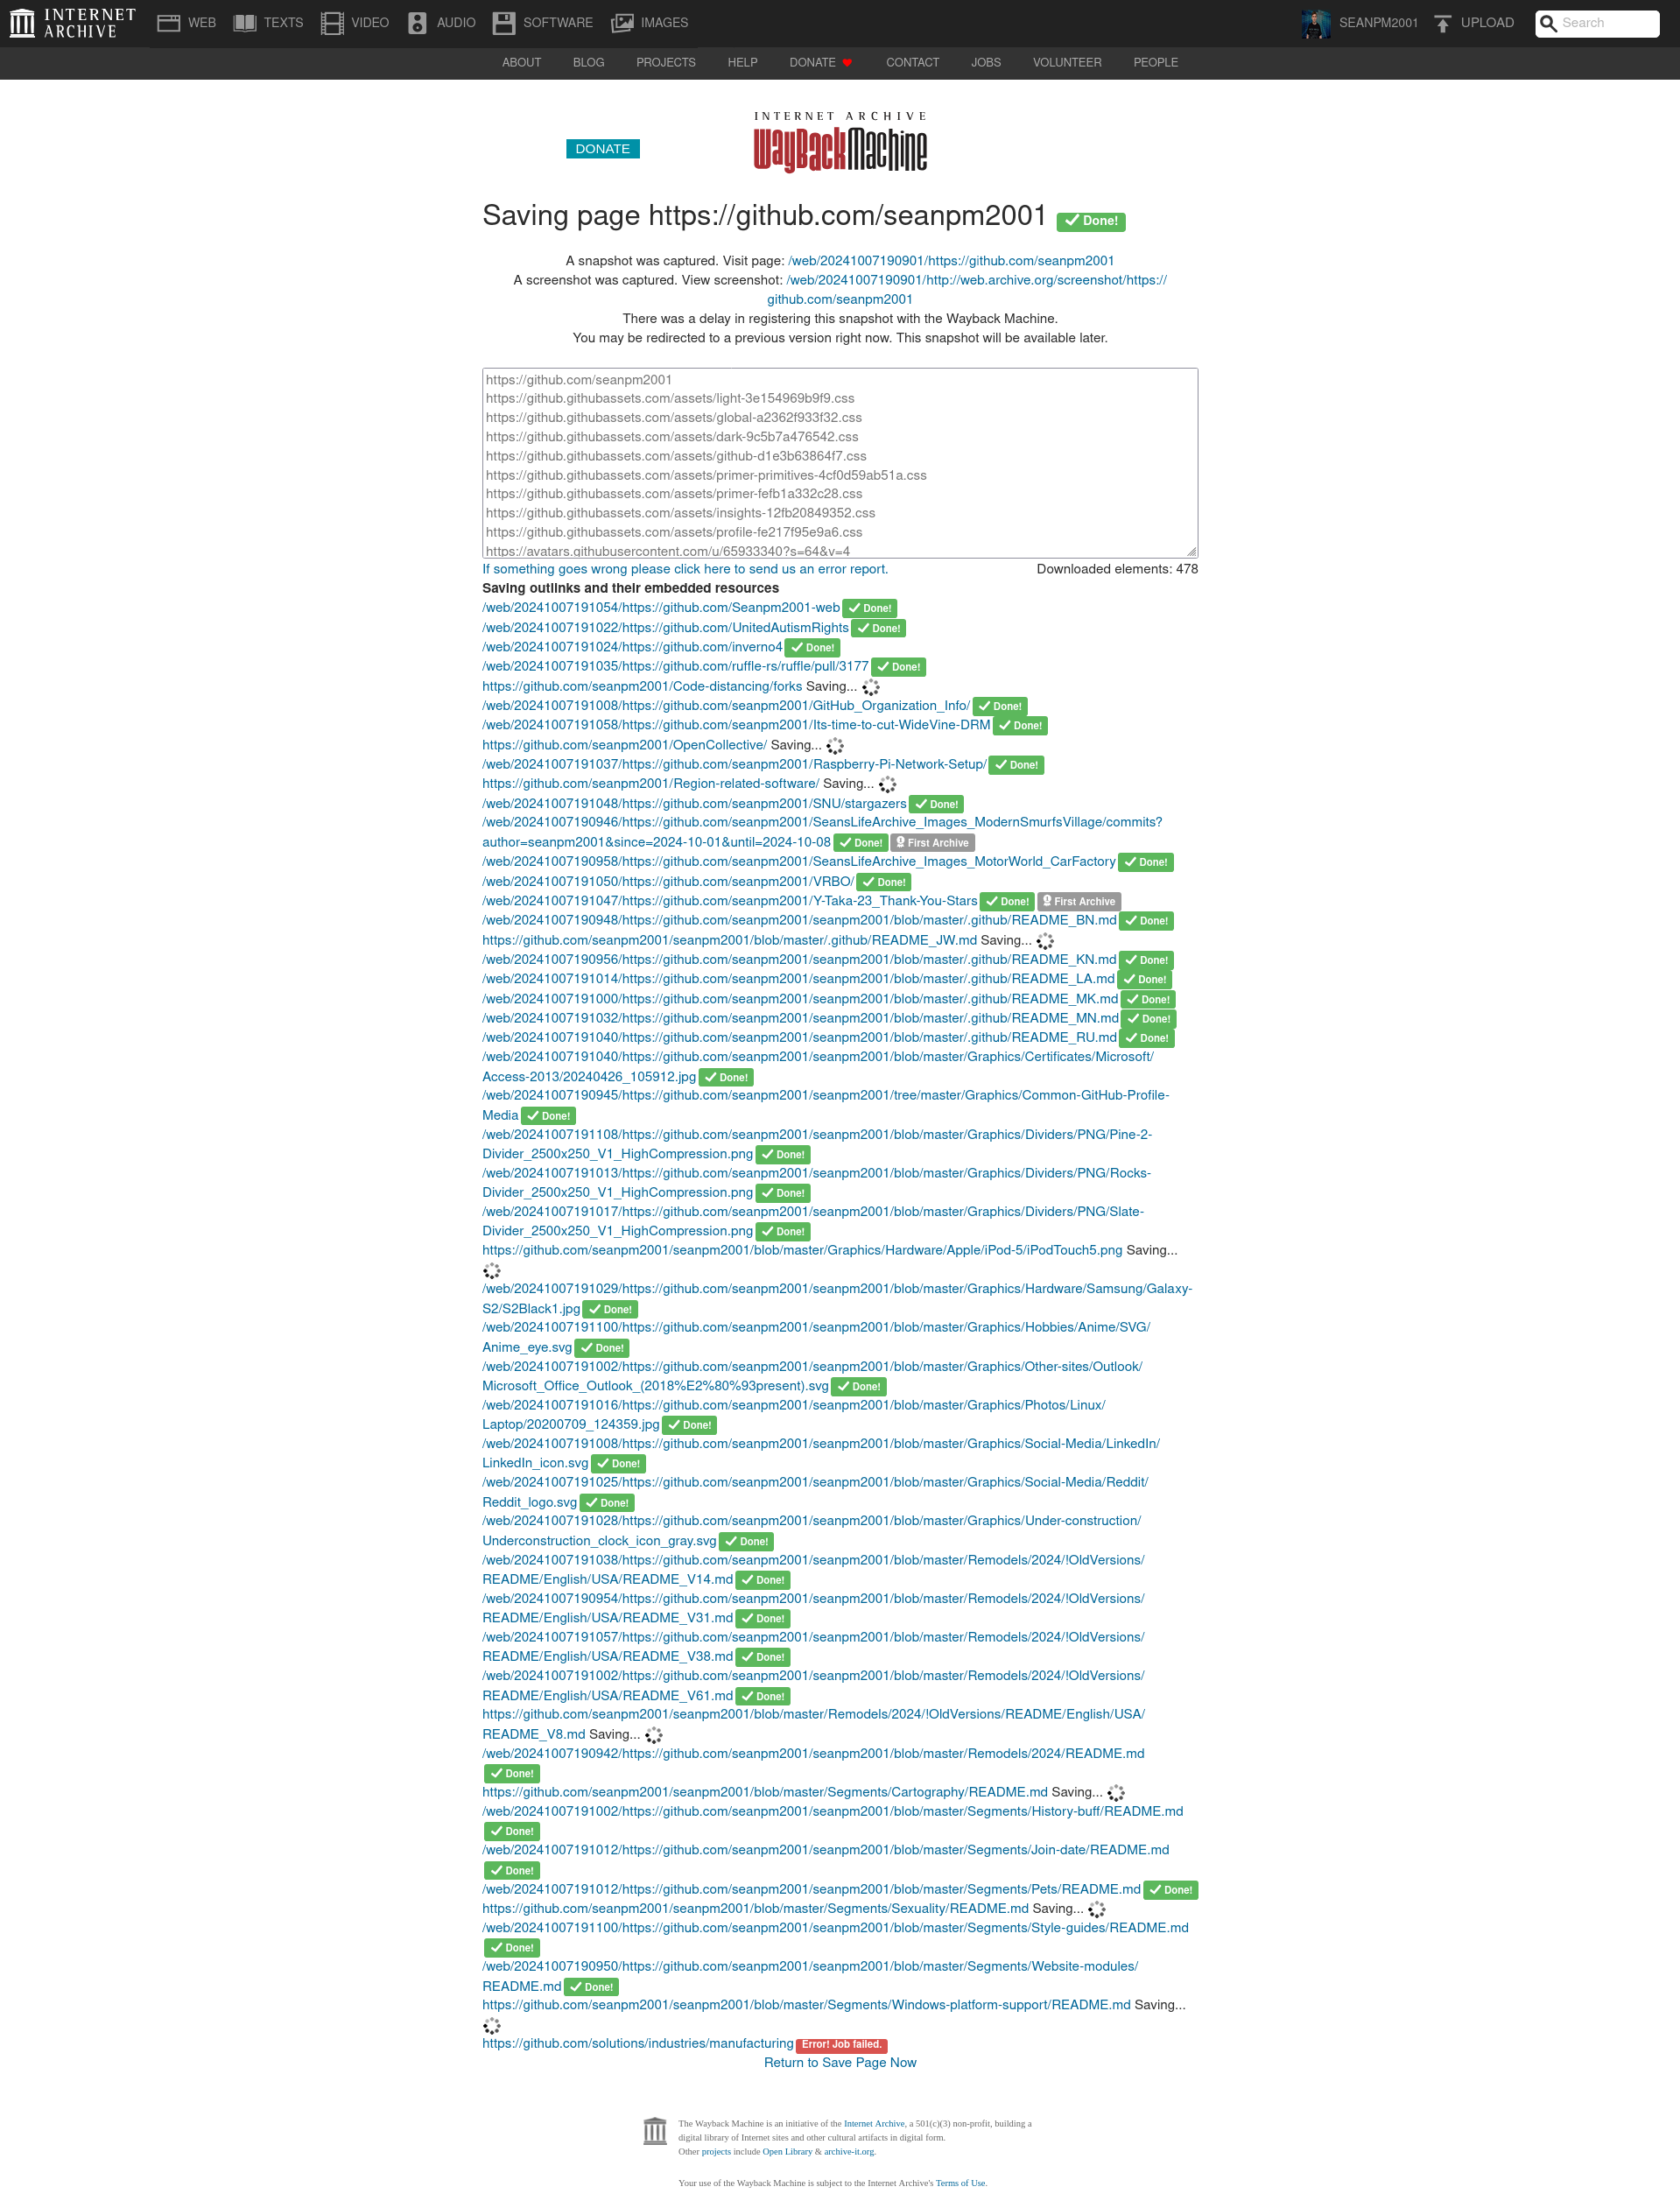 INTERNET ARCHIVE
WEB TEXTS VIDEO AUDIO SOFTWARE IMAGES SEANPM2001 UPLOAD Search
ABOUT BLOG PROJECTS HELP DONATE CONTACT JOBS VOLUNTEER PEOPLE
INTERNET ARCHIVE
DONATE WayBackMachine
Saving page https://github.com/seanpm2001 Done!
A snapshot was captured. Visit page: /web/20241007190901/https://github.com/seanpm2001
A screenshot was captured. View screenshot: /web/20241007190901/http://web.archive.org/screenshot/https://
github.com/seanpm2001
There was a delay in registering this snapshot with the Wayback Machine.
You may be redirected to a previous version right now. This snapshot will be available later.
https://github.com/seanpm2001
https://github.githubassets.com/assets/light-3e154969b9f9.css
https://github.githubassets.com/assets/global-a2362f933f32.css
https://github.githubassets.com/assets/dark-9c5b7a476542.css
https://github.githubassets.com/assets/github-d1e3b63864f7.css
https://github.githubassets.com/assets/primer-primitives-4cf0d59ab51a.css
https://github.githubassets.com/assets/primer-fefb1a332c28.css
https://github.githubassets.com/assets/insights-12fb20849352.css
https://github.githubassets.com/assets/profile-fe217f95e9a6.css
https://avatars.githubusercontent.com/u/65933340?s=64&v=4
If something goes wrong please click here to send us an error report. Downloaded elements: 478
Saving outlinks and their embedded resources
/web/20241007191054/https://github.com/Seanpm2001-web Done!
/web/20241007191022/https://github.com/UnitedAutismRights Done!
/web/20241007191024/https://github.com/inverno4 Done!
/web/20241007191035/https://github.com/ruffle-rs/ruffle/pull/3177 Done!
https://github.com/seanpm2001/Code-distancing/forks Saving...
/web/20241007191008/https://github.com/seanpm2001/GitHub_Organization_Info/ Done!
/web/20241007191058/https://github.com/seanpm2001/Its-time-to-cut-WideVine-DRM Done!
https://github.com/seanpm2001/OpenCollective/ Saving...
/web/20241007191037/https://github.com/seanpm2001/Raspberry-Pi-Network-Setup/ Done!
https://github.com/seanpm2001/Region-related-software/ Saving...
/web/20241007191048/https://github.com/seanpm2001/SNU/stargazers Done!
/web/20241007190946/https://github.com/seanpm2001/SeansLifeArchive_Images_ModernSmurfsVillage/commits?
author=seanpm2001&since=2024-10-01&until=2024-10-08 Done! First Archive
/web/20241007190958/https://github.com/seanpm2001/SeansLifeArchive_Images_MotorWorld_CarFactory Done!
/web/20241007191050/https://github.com/seanpm2001/VRBO/ Done!
/web/20241007191047/https://github.com/seanpm2001/Y-Taka-23_Thank-You-Stars Done! First Archive
/web/20241007190948/https://github.com/seanpm2001/seanpm2001/blob/master/.github/README_BN.md Done!
https://github.com/seanpm2001/seanpm2001/blob/master/.github/README_JW.md Saving...
/web/20241007190956/https://github.com/seanpm2001/seanpm2001/blob/master/.github/README_KN.md Done!
/web/20241007191014/https://github.com/seanpm2001/seanpm2001/blob/master/.github/README_LA.md Done!
/web/20241007191000/https://github.com/seanpm2001/seanpm2001/blob/master/.github/README_MK.md Done!
/web/20241007191032/https://github.com/seanpm2001/seanpm2001/blob/master/.github/README_MN.md Done!
/web/20241007191040/https://github.com/seanpm2001/seanpm2001/blob/master/.github/README_RU.md Done!
/web/20241007191040/https://github.com/seanpm2001/seanpm2001/blob/master/Graphics/Certificates/Microsoft/
Access-2013/20240426_105912.jpg Done!
/web/20241007190945/https://github.com/seanpm2001/seanpm2001/tree/master/Graphics/Common-GitHub-Profile-
Media Done!
/web/20241007191108/https://github.com/seanpm2001/seanpm2001/blob/master/Graphics/Dividers/PNG/Pine-2-
Divider_2500x250_V1_HighCompression.png Done!
/web/20241007191013/https://github.com/seanpm2001/seanpm2001/blob/master/Graphics/Dividers/PNG/Rocks-
Divider_2500x250_V1_HighCompression.png Done!
/web/20241007191017/https://github.com/seanpm2001/seanpm2001/blob/master/Graphics/Dividers/PNG/Slate-
Divider_2500x250_V1_HighCompression.png Done!
https://github.com/seanpm2001/seanpm2001/blob/master/Graphics/Hardware/Apple/iPod-5/iPodTouch5.png Saving...
/web/20241007191029/https://github.com/seanpm2001/seanpm2001/blob/master/Graphics/Hardware/Samsung/Galaxy-
S2/S2Black1.jpg Done!
/web/20241007191100/https://github.com/seanpm2001/seanpm2001/blob/master/Graphics/Hobbies/Anime/SVG/
Anime_eye.svg Done!
/web/20241007191002/https://github.com/seanpm2001/seanpm2001/blob/master/Graphics/Other-sites/Outlook/
Microsoft_Office_Outlook_(2018%E2%80%93present).svg Done!
/web/20241007191016/https://github.com/seanpm2001/seanpm2001/blob/master/Graphics/Photos/Linux/
Laptop/20200709_124359.jpg Done!
/web/20241007191008/https://github.com/seanpm2001/seanpm2001/blob/master/Graphics/Social-Media/LinkedIn/
LinkedIn_icon.svg Done!
/web/20241007191025/https://github.com/seanpm2001/seanpm2001/blob/master/Graphics/Social-Media/Reddit/
Reddit_logo.svg Done!
/web/20241007191028/https://github.com/seanpm2001/seanpm2001/blob/master/Graphics/Under-construction/
Underconstruction_clock_icon_gray.svg Done!
/web/20241007191038/https://github.com/seanpm2001/seanpm2001/blob/master/Remodels/2024/!OldVersions/
README/English/USA/README_V14.md Done!
/web/20241007190954/https://github.com/seanpm2001/seanpm2001/blob/master/Remodels/2024/!OldVersions/
README/English/USA/README_V31.md Done!
/web/20241007191057/https://github.com/seanpm2001/seanpm2001/blob/master/Remodels/2024/!OldVersions/
README/English/USA/README_V38.md Done!
/web/20241007191002/https://github.com/seanpm2001/seanpm2001/blob/master/Remodels/2024/!OldVersions/
README/English/USA/README_V61.md Done!
https://github.com/seanpm2001/seanpm2001/blob/master/Remodels/2024/!OldVersions/README/English/USA/
README_V8.md Saving...
/web/20241007190942/https://github.com/seanpm2001/seanpm2001/blob/master/Remodels/2024/README.md
Done!
https://github.com/seanpm2001/seanpm2001/blob/master/Segments/Cartography/README.md Saving...
/web/20241007191002/https://github.com/seanpm2001/seanpm2001/blob/master/Segments/History-buff/README.md
Done!
/web/20241007191012/https://github.com/seanpm2001/seanpm2001/blob/master/Segments/Join-date/README.md
Done!
/web/20241007191012/https://github.com/seanpm2001/seanpm2001/blob/master/Segments/Pets/README.md Done!
https://github.com/seanpm2001/seanpm2001/blob/master/Segments/Sexuality/README.md Saving...
/web/20241007191100/https://github.com/seanpm2001/seanpm2001/blob/master/Segments/Style-guides/README.md
Done!
/web/20241007190950/https://github.com/seanpm2001/seanpm2001/blob/master/Segments/Website-modules/
README.md Done!
https://github.com/seanpm2001/seanpm2001/blob/master/Segments/Windows-platform-support/README.md Saving...
https://github.com/solutions/industries/manufacturing Error! Job failed.
Return to Save Page Now
The Wayback Machine is an initiative of the Internet Archive, a 501(c)(3) non-profit, building a
digital library of Internet sites and other cultural artifacts in digital form.
Other projects include Open Library & archive-it.org.
Your use of the Wayback Machine is subject to the Internet Archive's Terms of Use.